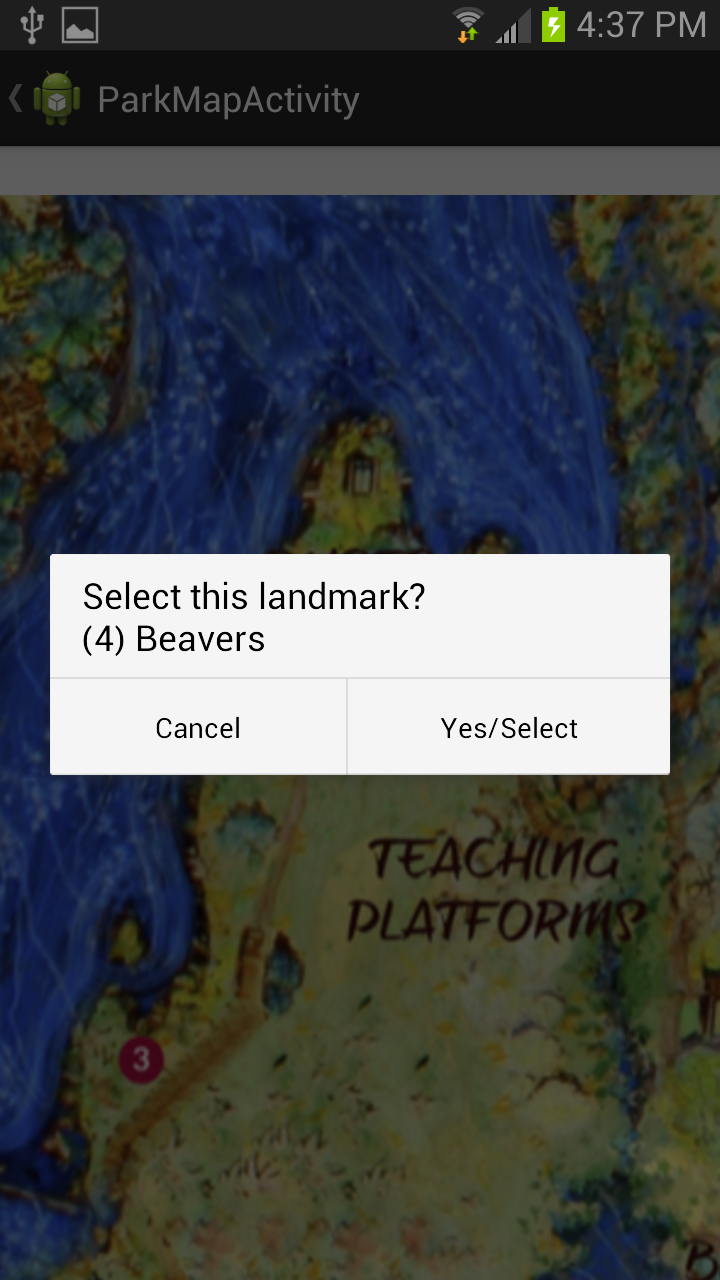 4:37 PM
ParkMapActivity
Select this landmark?
(4) Beavers
Cancel
Yes/Select
TEACHING
PLATFORMS
3